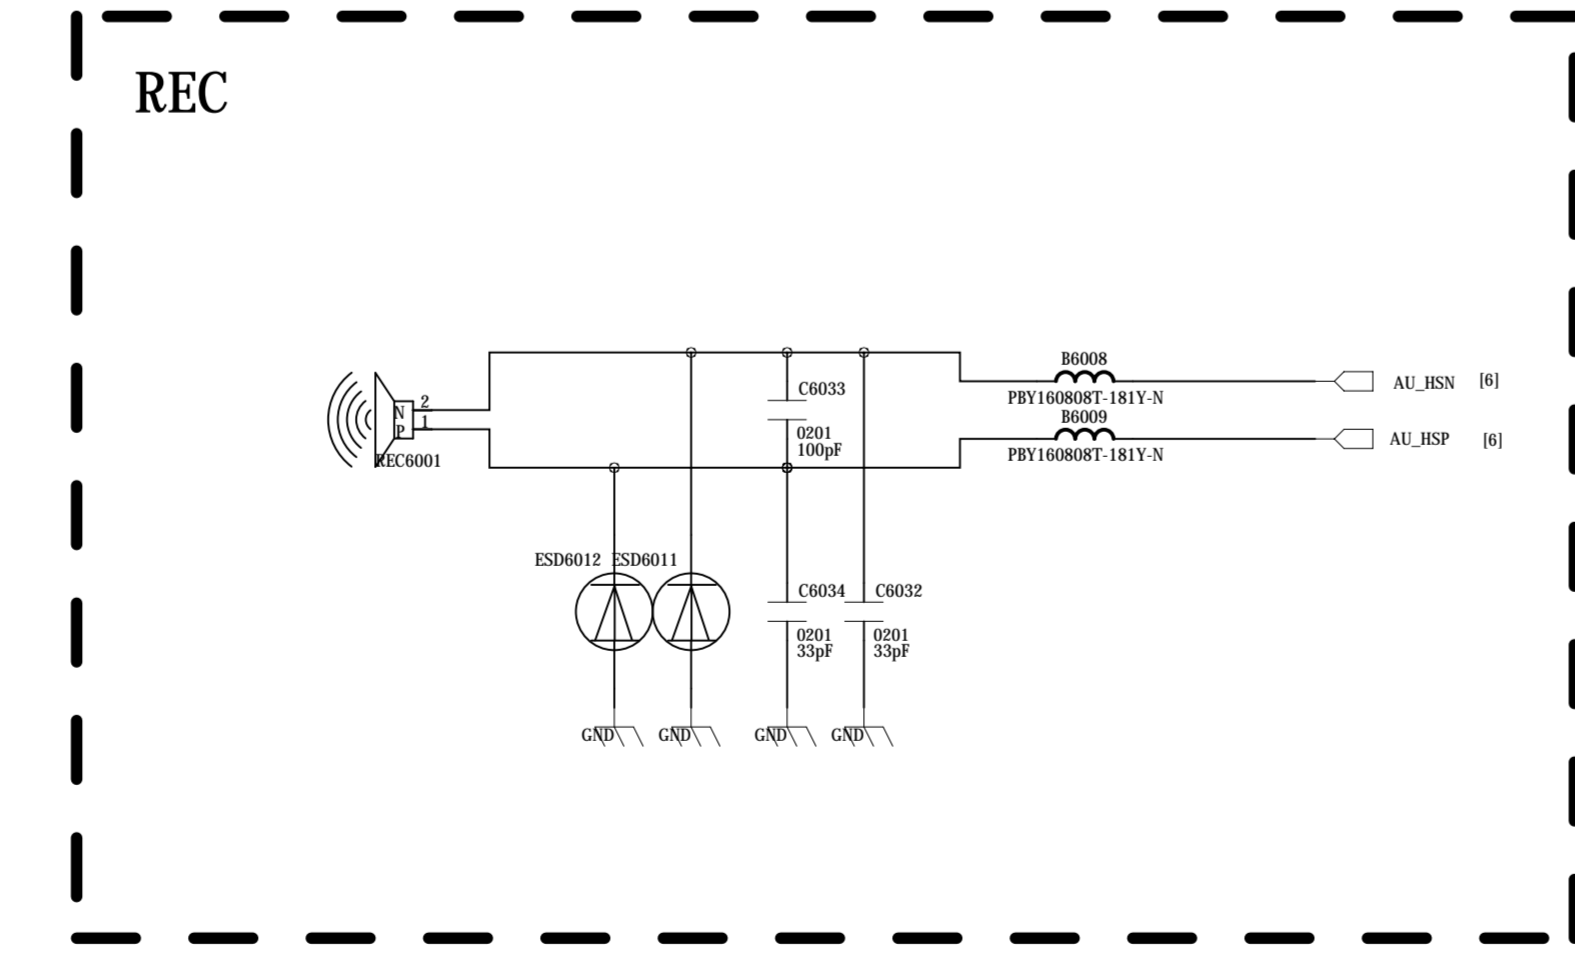 REC
B6008
C6033
AU_HSN [6]
PBY160808T-181Y-N
N 2
B6009
P 1
0201
AU_HSP [6]
100pF
PBY160808T-181Y-N
REC6001
ESD6012 ESD6011
C6034 C6032
0201 0201
33pF 33pF
GND GND GND GND